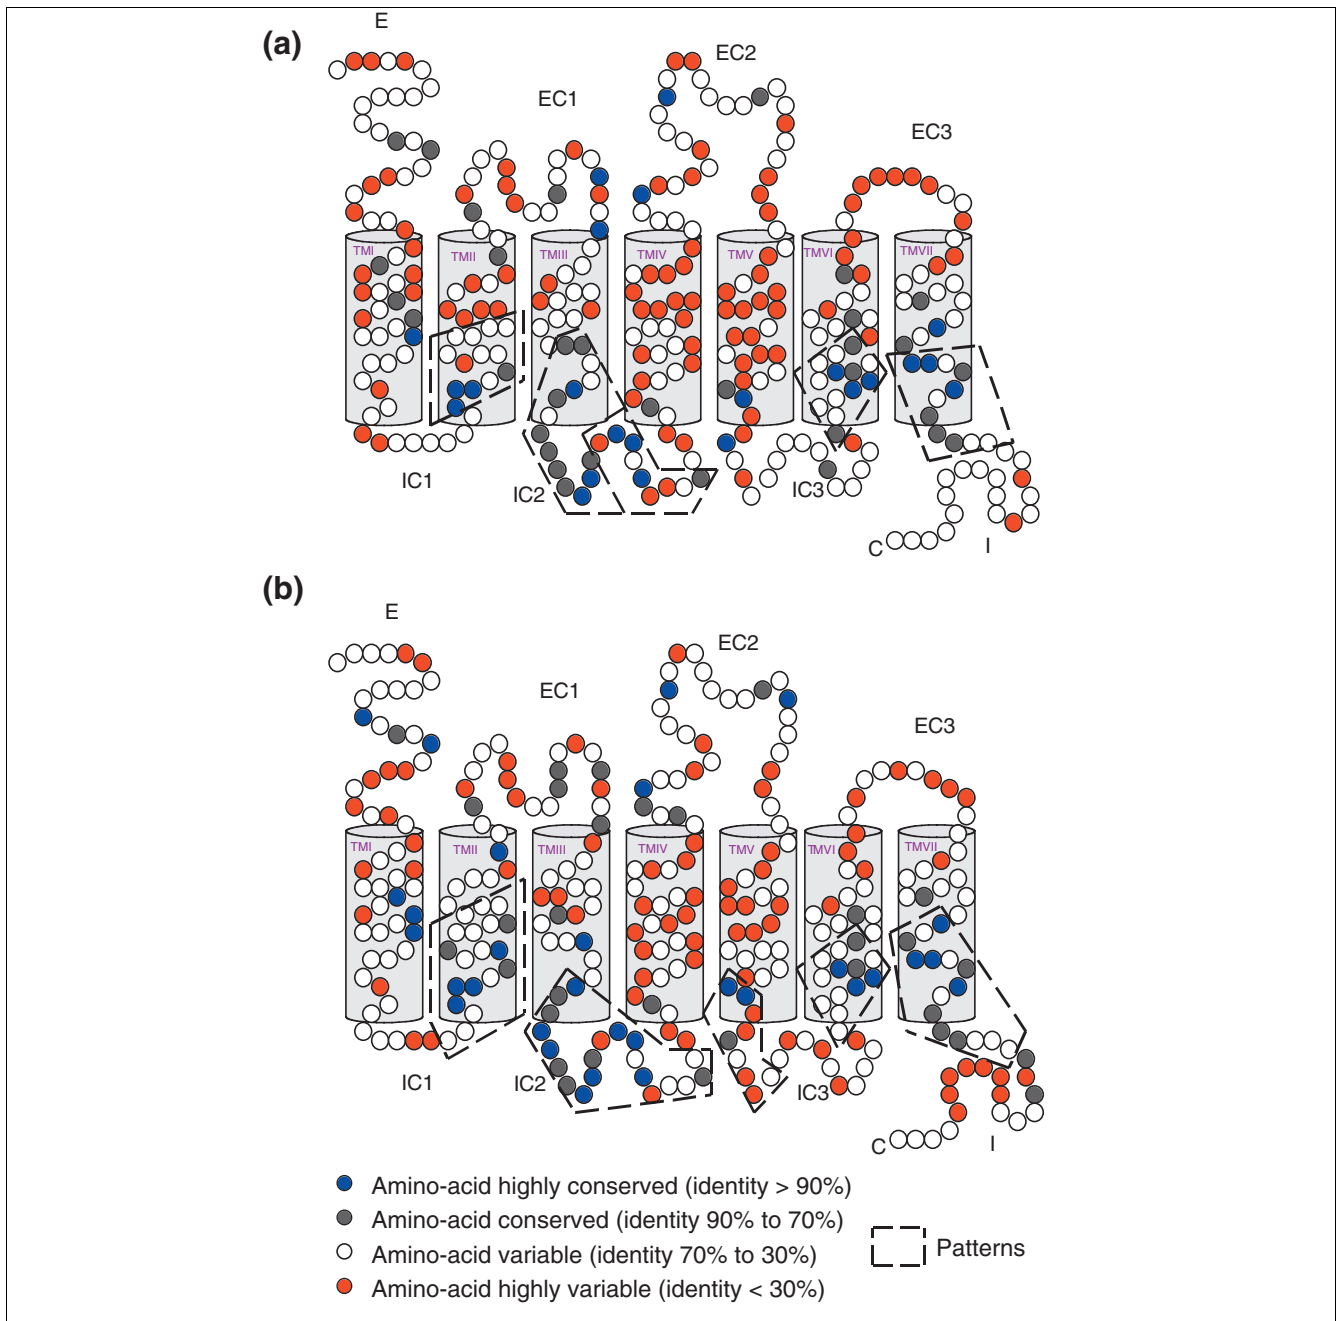 (a)
E
EC1
EC2
EC3
TMI
TMII
TMIII
TMIV
TMV
TMVI
TMVII
IC1
IC2
IC3
C
I
(b)
E
EC1
EC2
EC3
TMI
TMII
TMIII
TMIV
TMV
TMVI
TMVII
IC1
IC2
IC3
C
I
Amino-acid highly conserved (identity > 90%)
Amino-acid conserved (identity 90% to 70%)
Amino-acid variable (identity 70% to 30%)
Amino-acid highly variable (identity < 30%)
Patterns